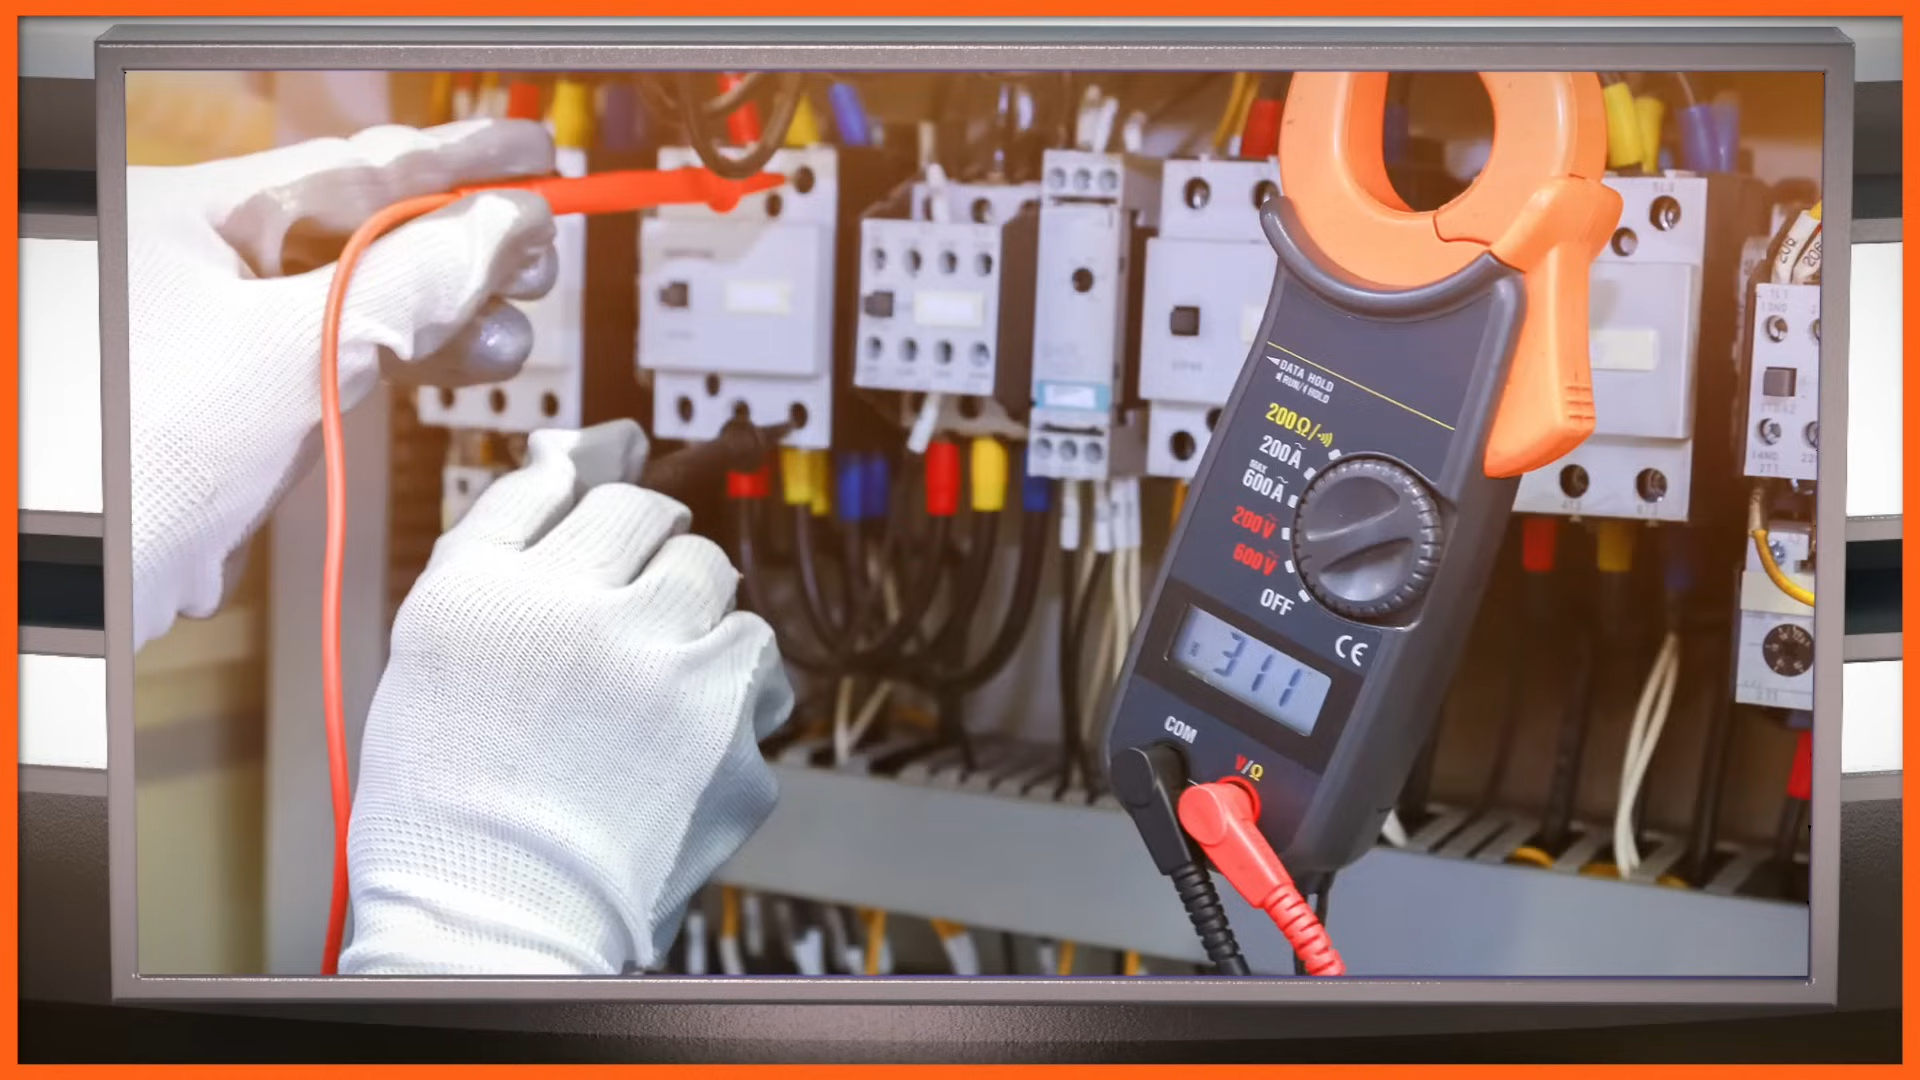 DATA HOLD
RUN/HOLD
200Ω/
200A
MAX
600A
200V
600V
OFF
CE
311
COM
V/Ω